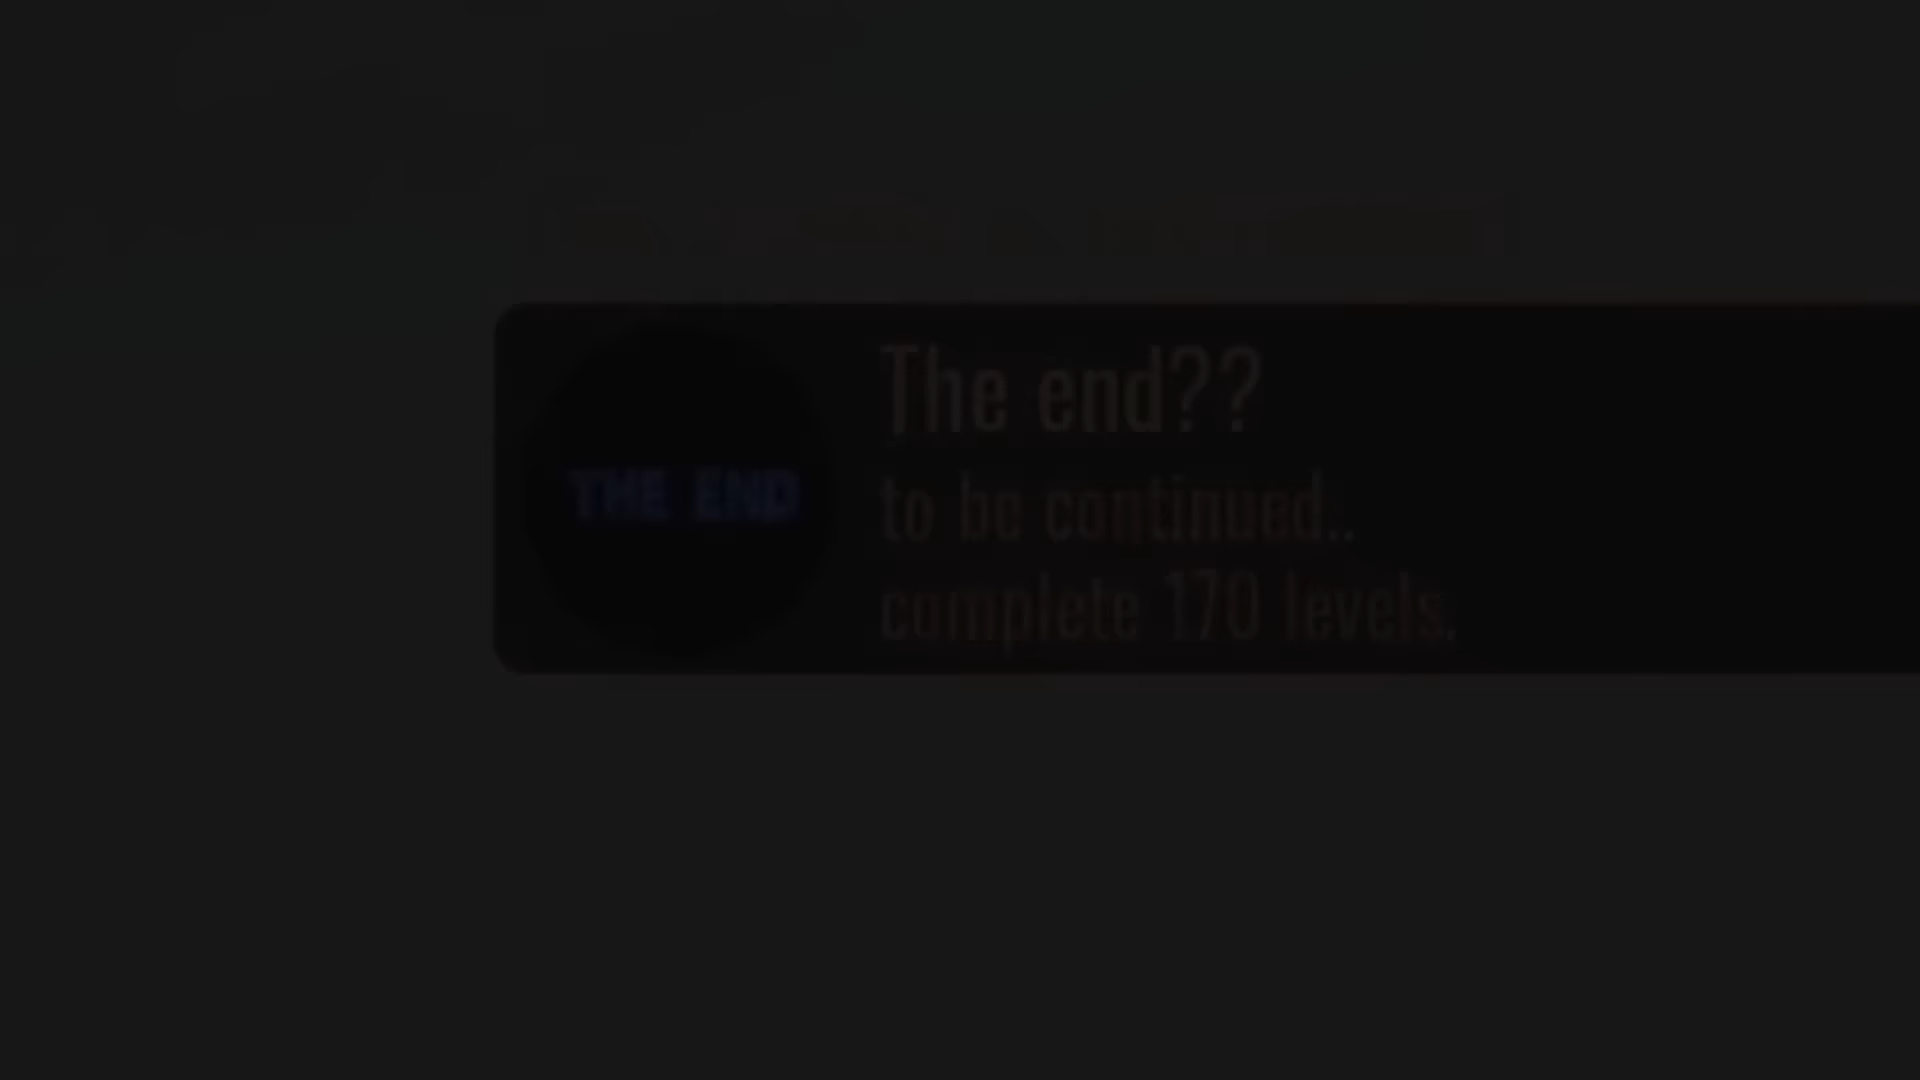 The end??
THE END
to be continued..
complete 170 levels.